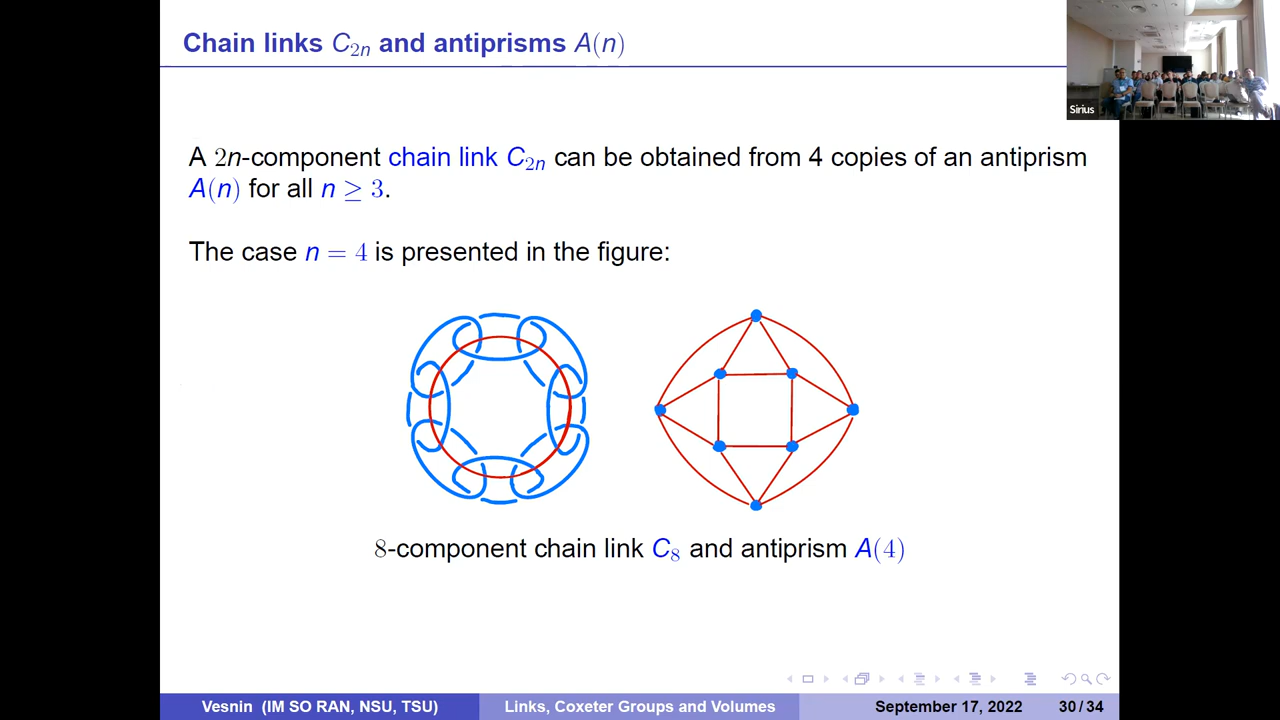 Chain links C₂ₙ and antiprisms A(n)
Sirius
A 2n-component chain link C₂ₙ can be obtained from 4 copies of an antiprism
A(n) for all n ≥ 3.
The case n = 4 is presented in the figure:
8-component chain link C₈ and antiprism A(4)
Vesnin (IM SO RAN, NSU, TSU)
Links, Coxeter Groups and Volumes
September 17, 2022
30 / 34